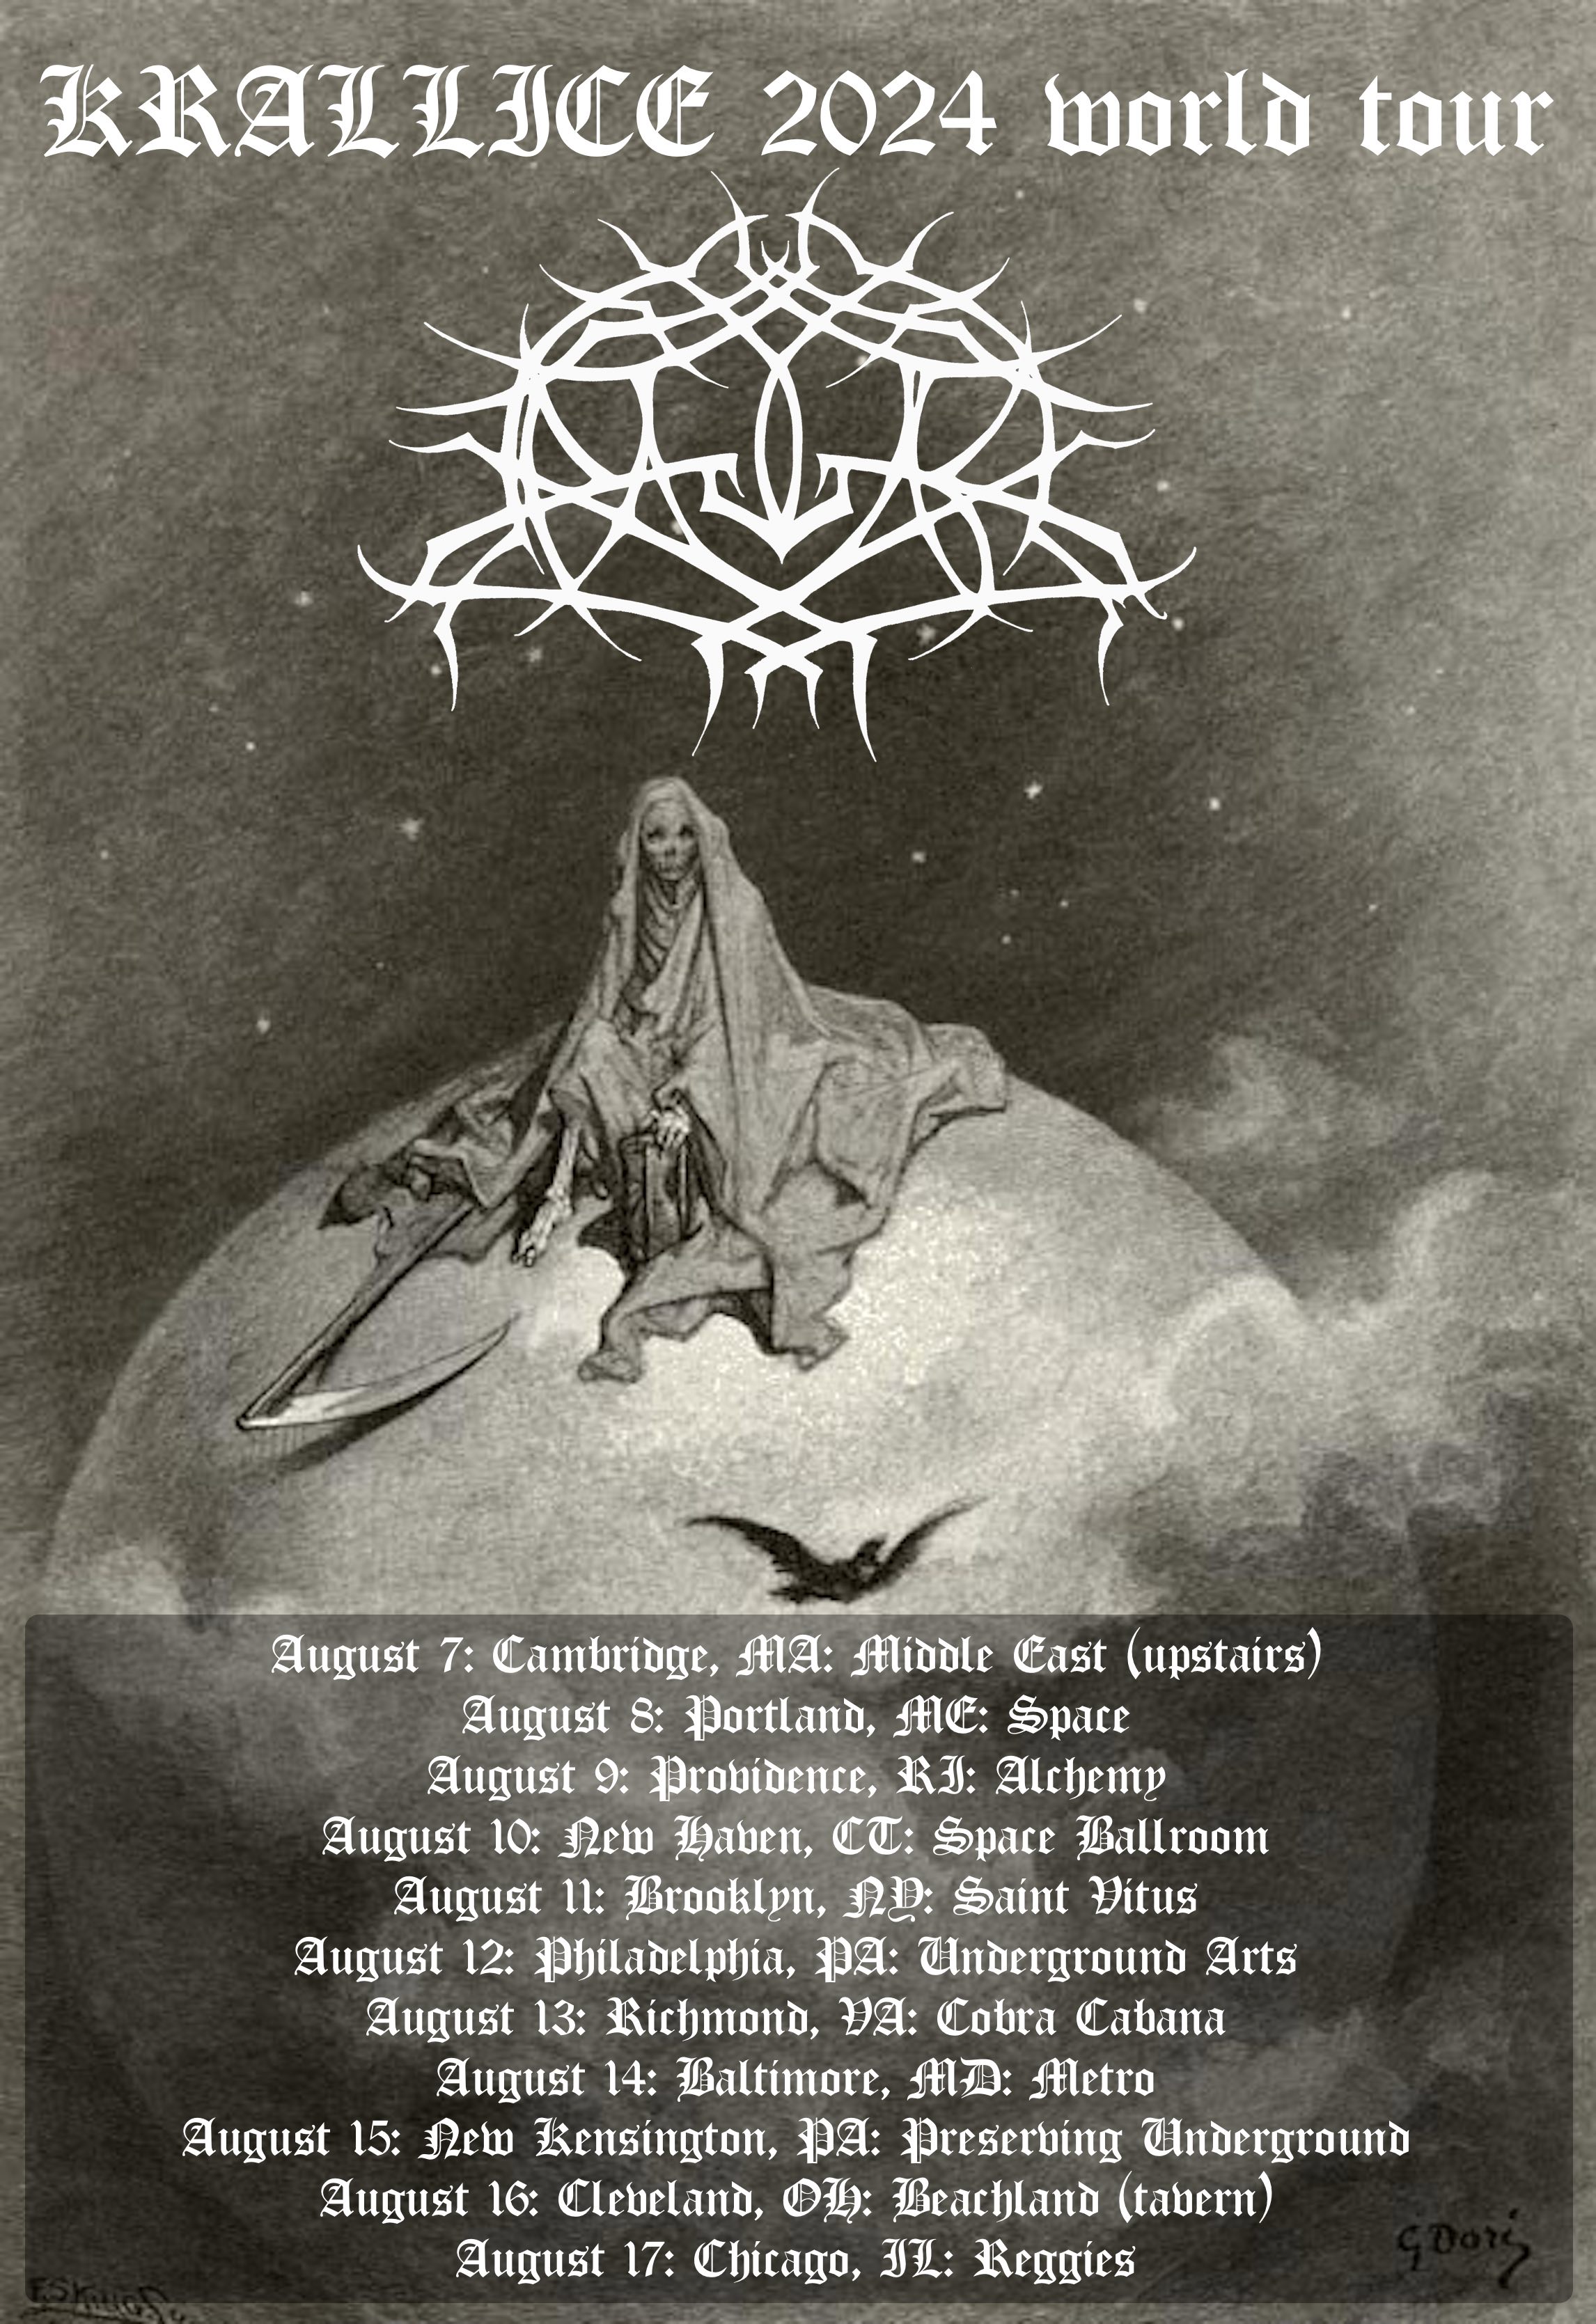 KRALLICE 2024 world tour
August 7: Cambridge, MA: Middle East (upstairs)
August 8: Portland, ME: Space
August 9: Providence, RI: Alchemy
August 10: New Haven, CT: Space Ballroom
August 11: Brooklyn, NY: Saint Vitus
August 12: Philadelphia, PA: Underground Arts
August 13: Richmond, VA: Cobra Cabana
August 14: Baltimore, MD: Metro
August 15: New Kensington, PA: Preserving Underground
August 16: Cleveland, OH: Beachland (tavern)
G Doré
August 17: Chicago, IL: Reggies